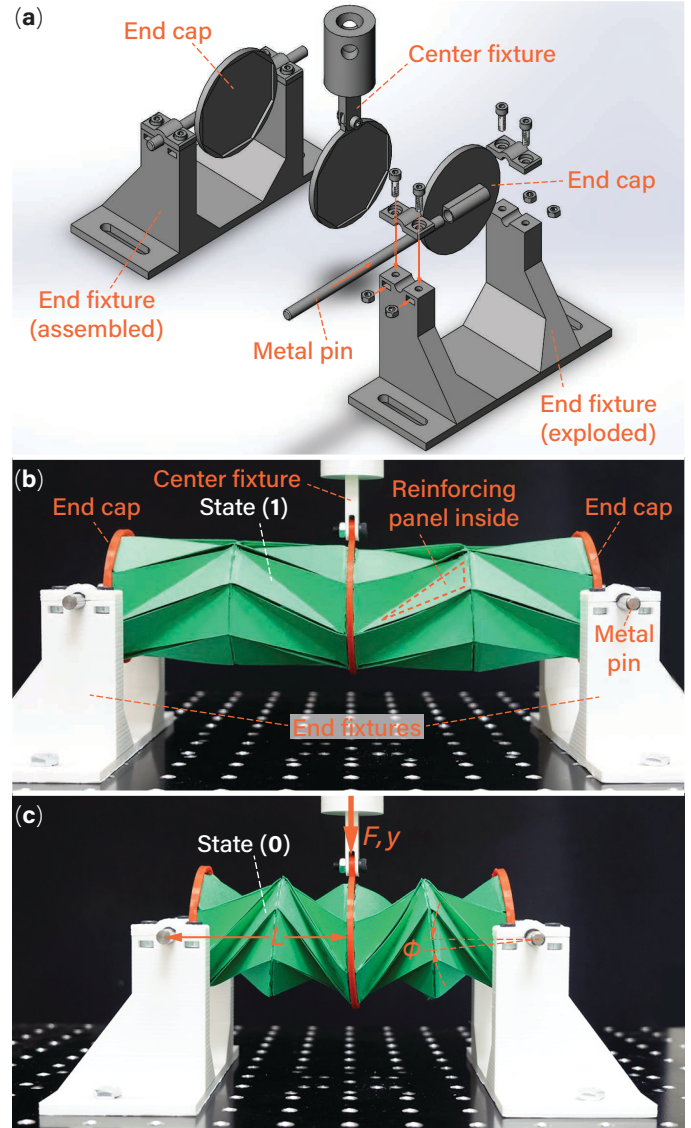 (a)
End cap
Center fixture
End cap
End fixture
(assembled)
Metal pin
End fixture
(exploded)
(b)
Center fixture
State (1)
Reinforcing
panel inside
End cap
End cap
Metal
pin
End fixtures
(c)
F, y
State (0)
L
ϕ